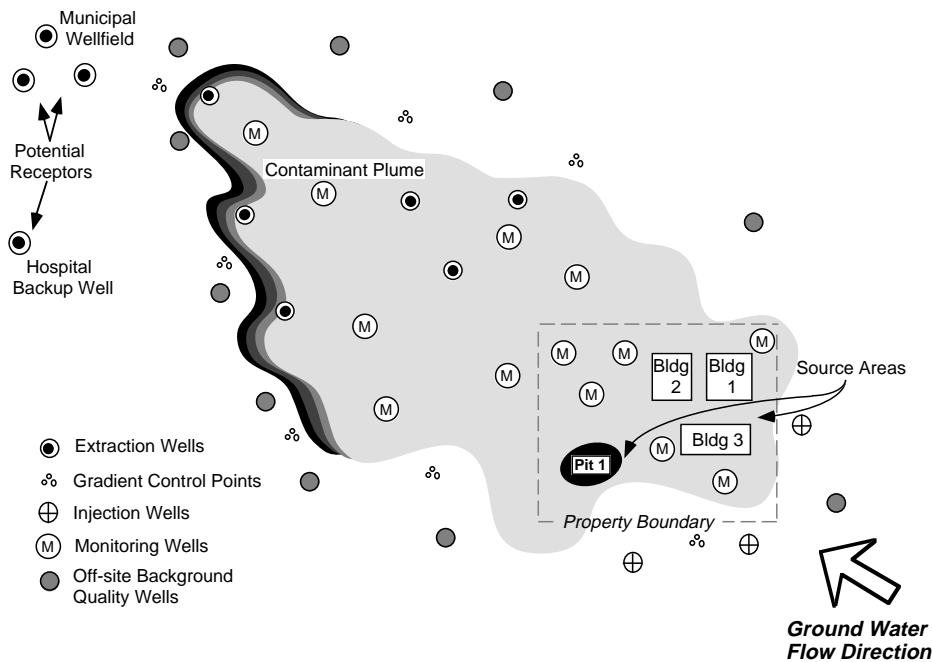 Municipal
Wellfield
Potential
Receptors
Hospital
Backup Well
Contaminant Plume
M
M
M
M
M
M
M
M
M
M
M
M
M
M
Bldg
2
Bldg
1
Bldg 3
Pit 1
Source Areas
Property Boundary
Extraction Wells
Gradient Control Points
Injection Wells
M
Monitoring Wells
Off-site Background
Quality Wells
Ground Water
Flow Direction